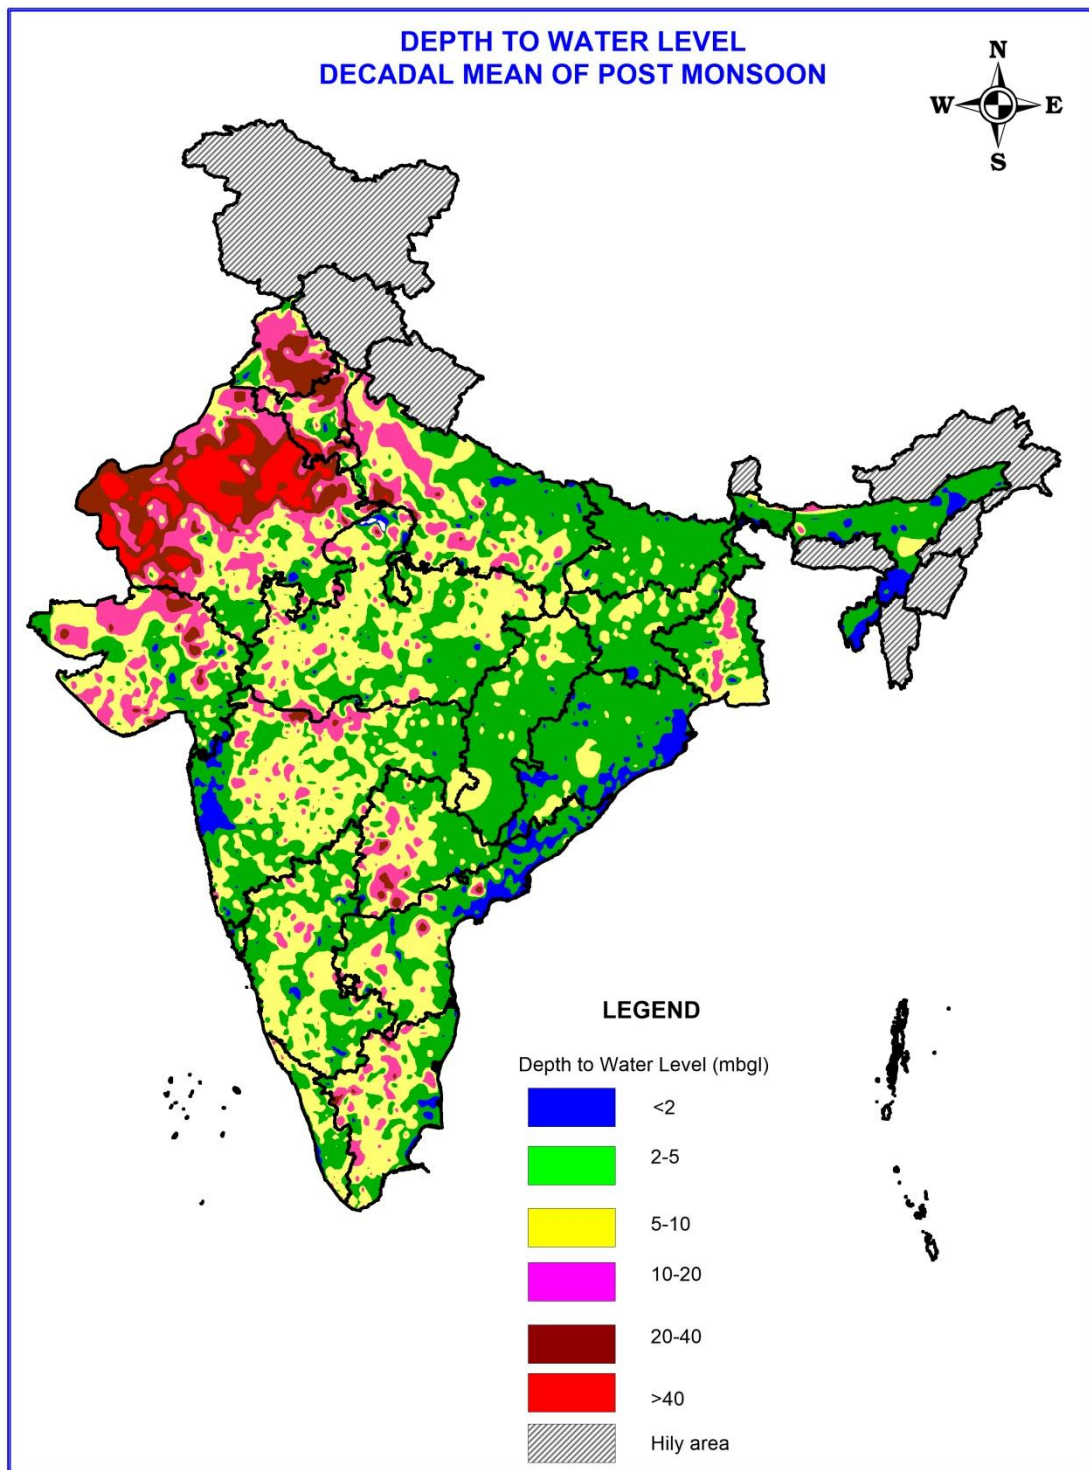 DEPTH TO WATER LEVEL
DECADAL MEAN OF POST MONSOON
N
W E
S
LEGEND
Depth to Water Level (mbgl)
<2
2-5
5-10
10-20
20-40
>40
Hily area